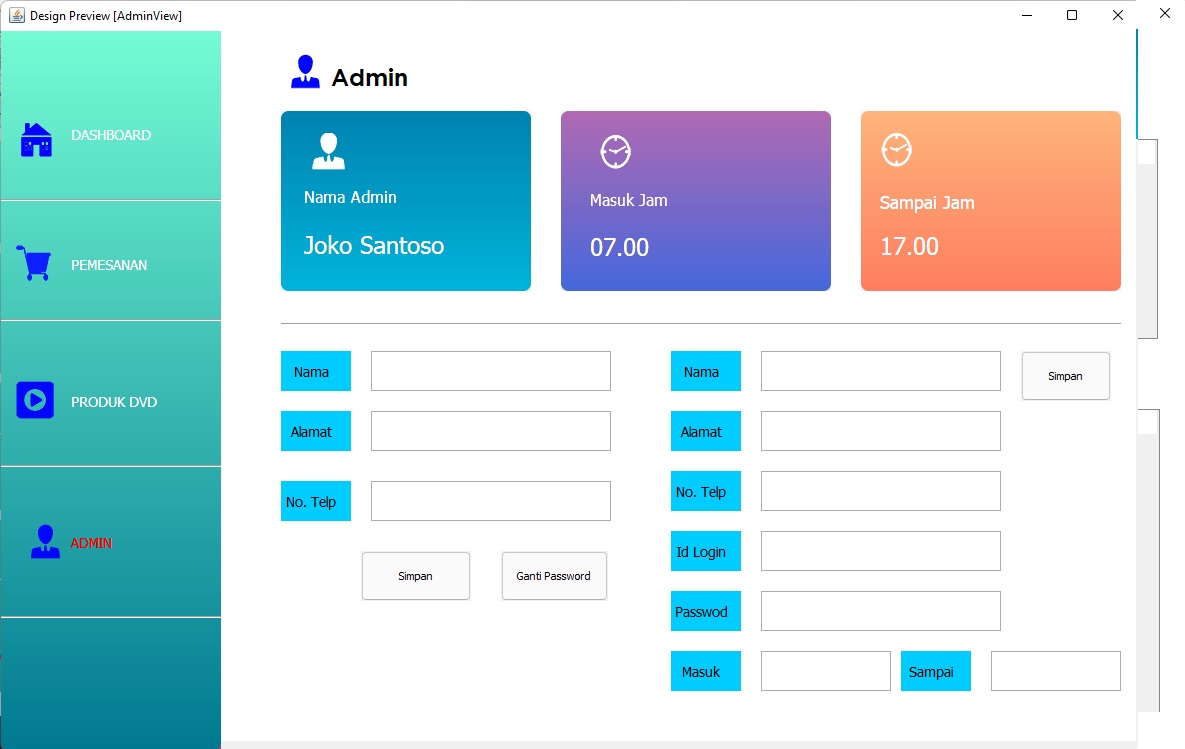 Design Preview [AdminView]
DASHBOARD
PEMESANAN
PRODUK DVD
ADMIN
Admin
Nama Admin
Joko Santoso
Masuk Jam
07.00
Sampai Jam
17.00
Nama
Alamat
No. Telp
Simpan
Ganti Password
Nama
Simpan
Alamat
No. Telp
Id Login
Passwod
Masuk
Sampai